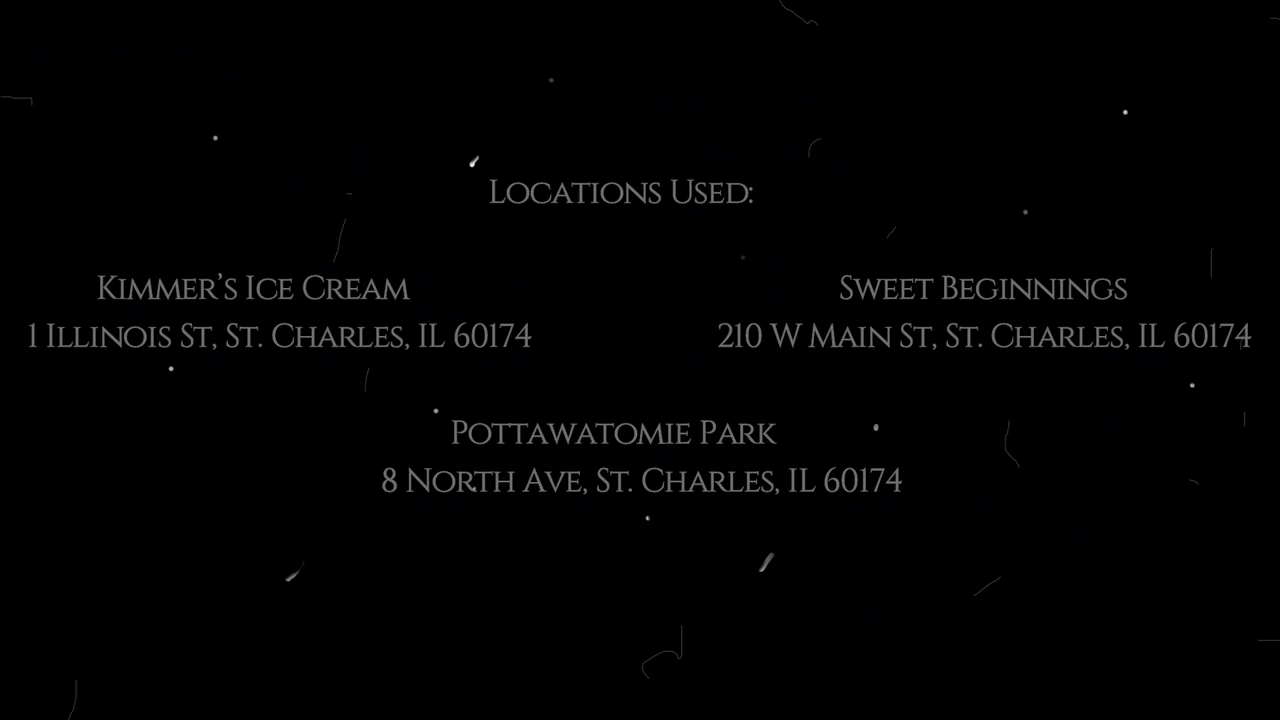 Locations Used:
Kimmer's Ice Cream
1 Illinois St, St. Charles, IL 60174
Sweet Beginnings
210 W Main St, St. Charles, IL 60174
Pottawatomie Park
8 North Ave, St. Charles, IL 60174